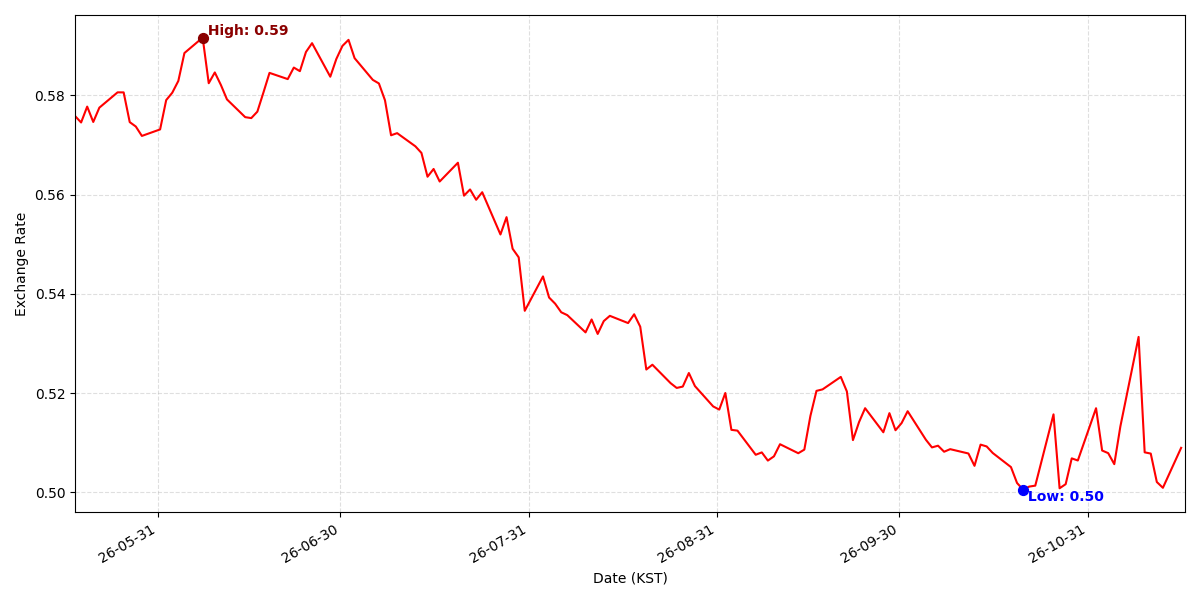 High: 0.59
0.58
0.56
0.54
0.52
0.50
Exchange Rate
Low: 0.50
26-05-31
26-06-30
26-07-31
26-08-31
26-09-30
26-10-31
Date (KST)